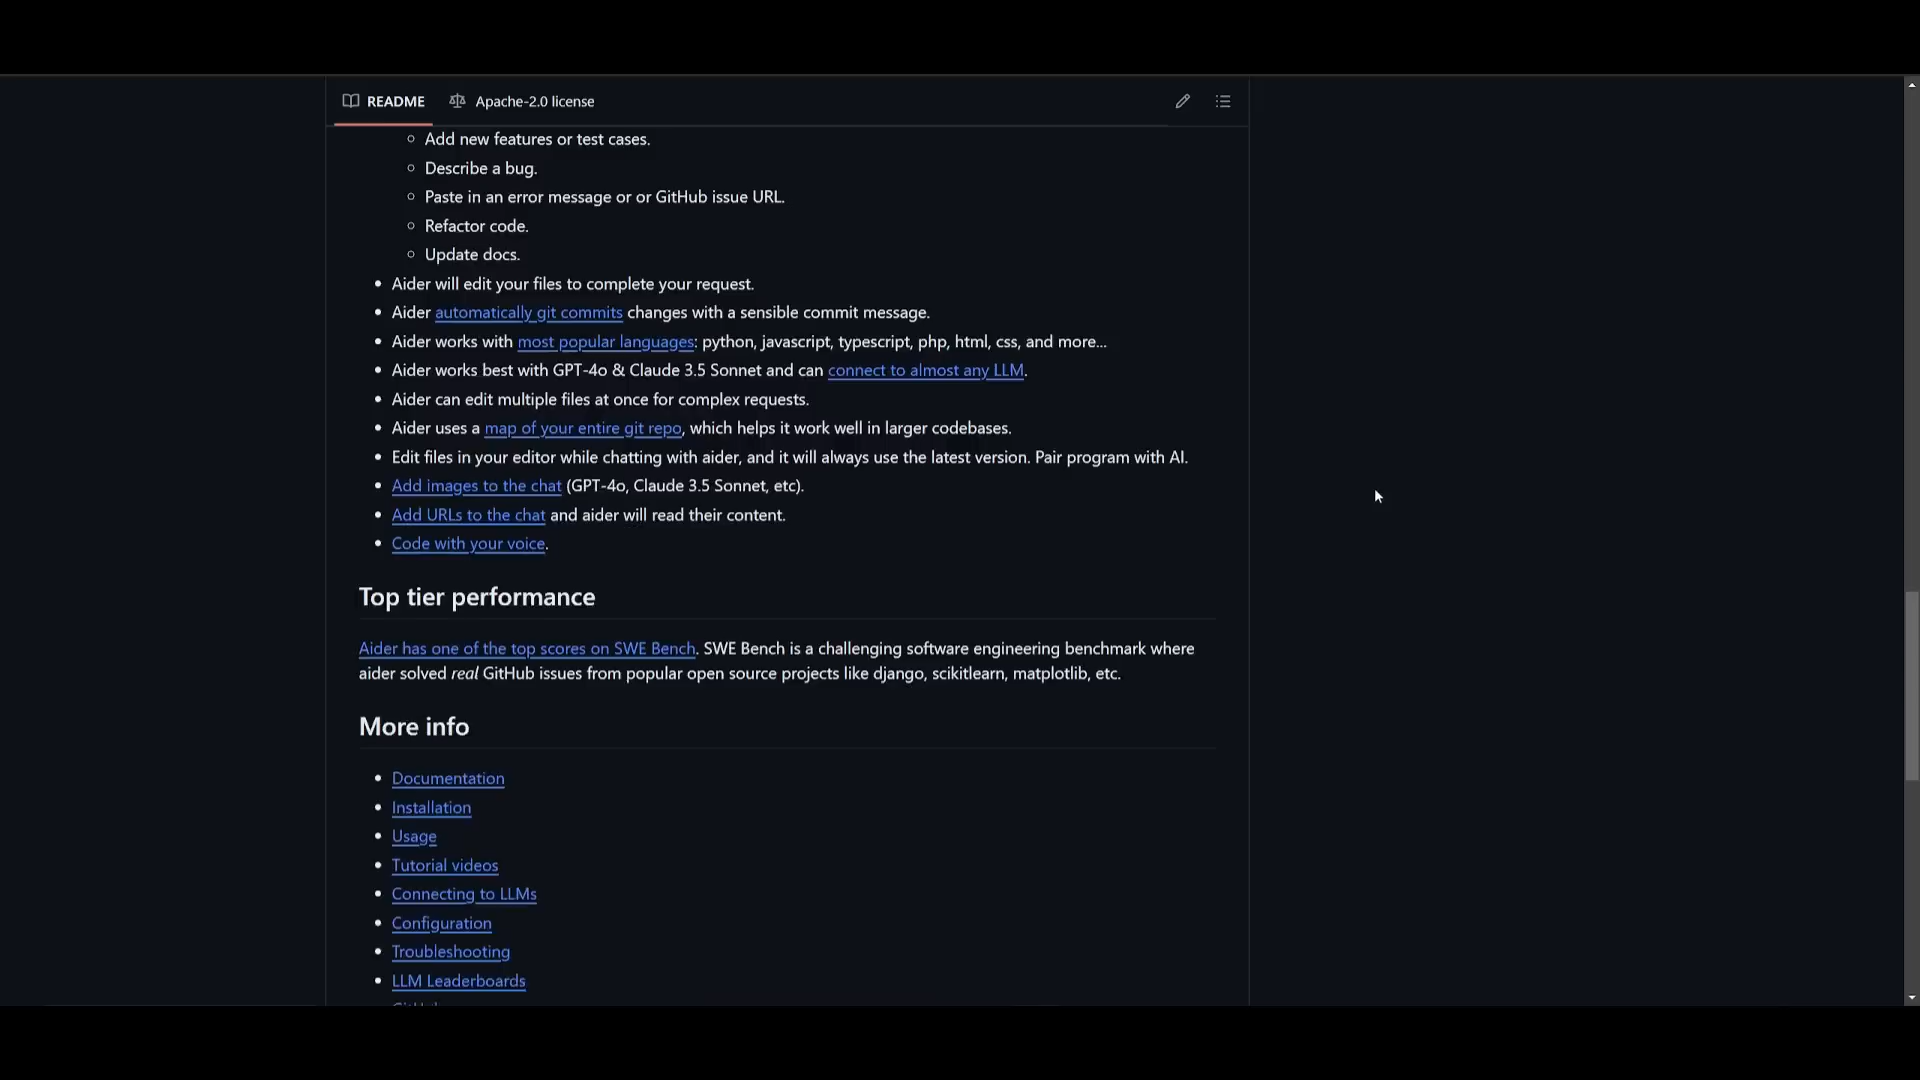 README Apache-2.0 license
Add new features or test cases.
Describe a bug.
Paste in an error message or or GitHub issue URL.
Refactor code.
Update docs.
Aider will edit your files to complete your request.
Aider automatically git commits changes with a sensible commit message.
Aider works with most popular languages: python, javascript, typescript, php, html, css, and more...
Aider works best with GPT-4o & Claude 3.5 Sonnet and can connect to almost any LLM.
Aider can edit multiple files at once for complex requests.
Aider uses a map of your entire git repo, which helps it work well in larger codebases.
Edit files in your editor while chatting with aider, and it will always use the latest version. Pair program with AI.
Add images to the chat (GPT-4o, Claude 3.5 Sonnet, etc).
Add URLs to the chat and aider will read their content.
Code with your voice.
Top tier performance
Aider has one of the top scores on SWE Bench. SWE Bench is a challenging software engineering benchmark where
aider solved real GitHub issues from popular open source projects like django, scikitlearn, matplotlib, etc.
More info
Documentation
Installation
Usage
Tutorial videos
Connecting to LLMs
Configuration
Troubleshooting
LLM Leaderboards